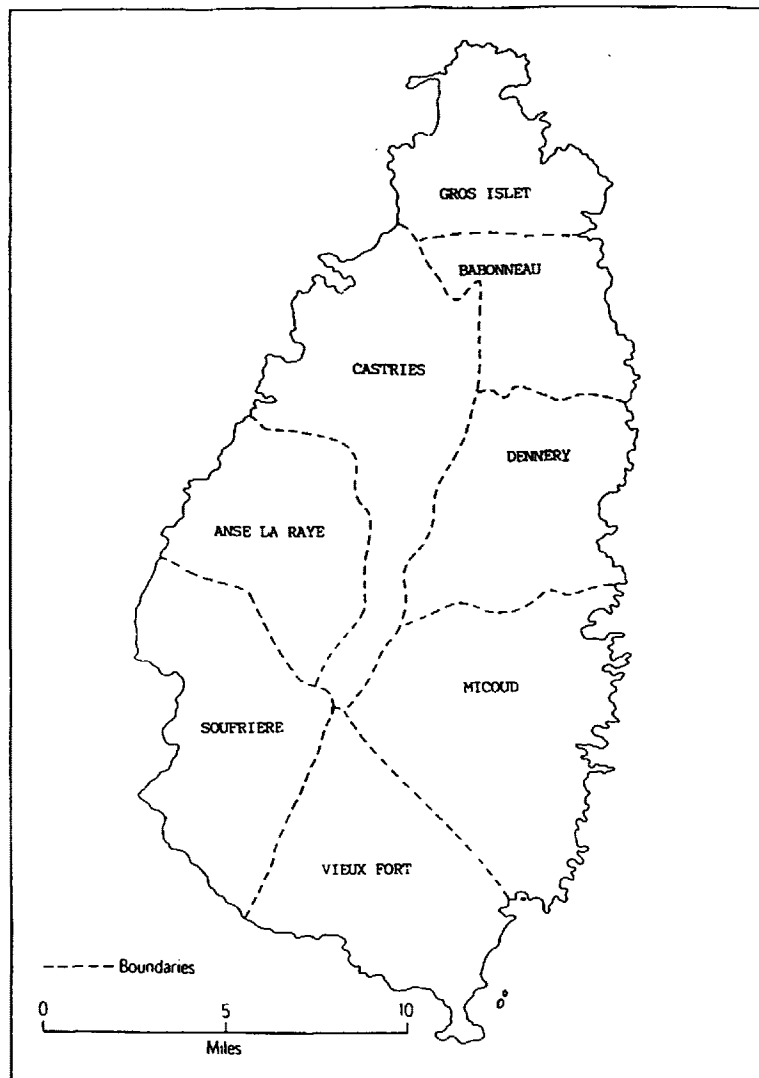 GROS ISLET
BABONNEAU
CASTRIES
DENNERY
ANSE LA RAYE
MICOUD
SOUFRIERE
VIEUX FORT
Boundaries
0 5 10
Miles